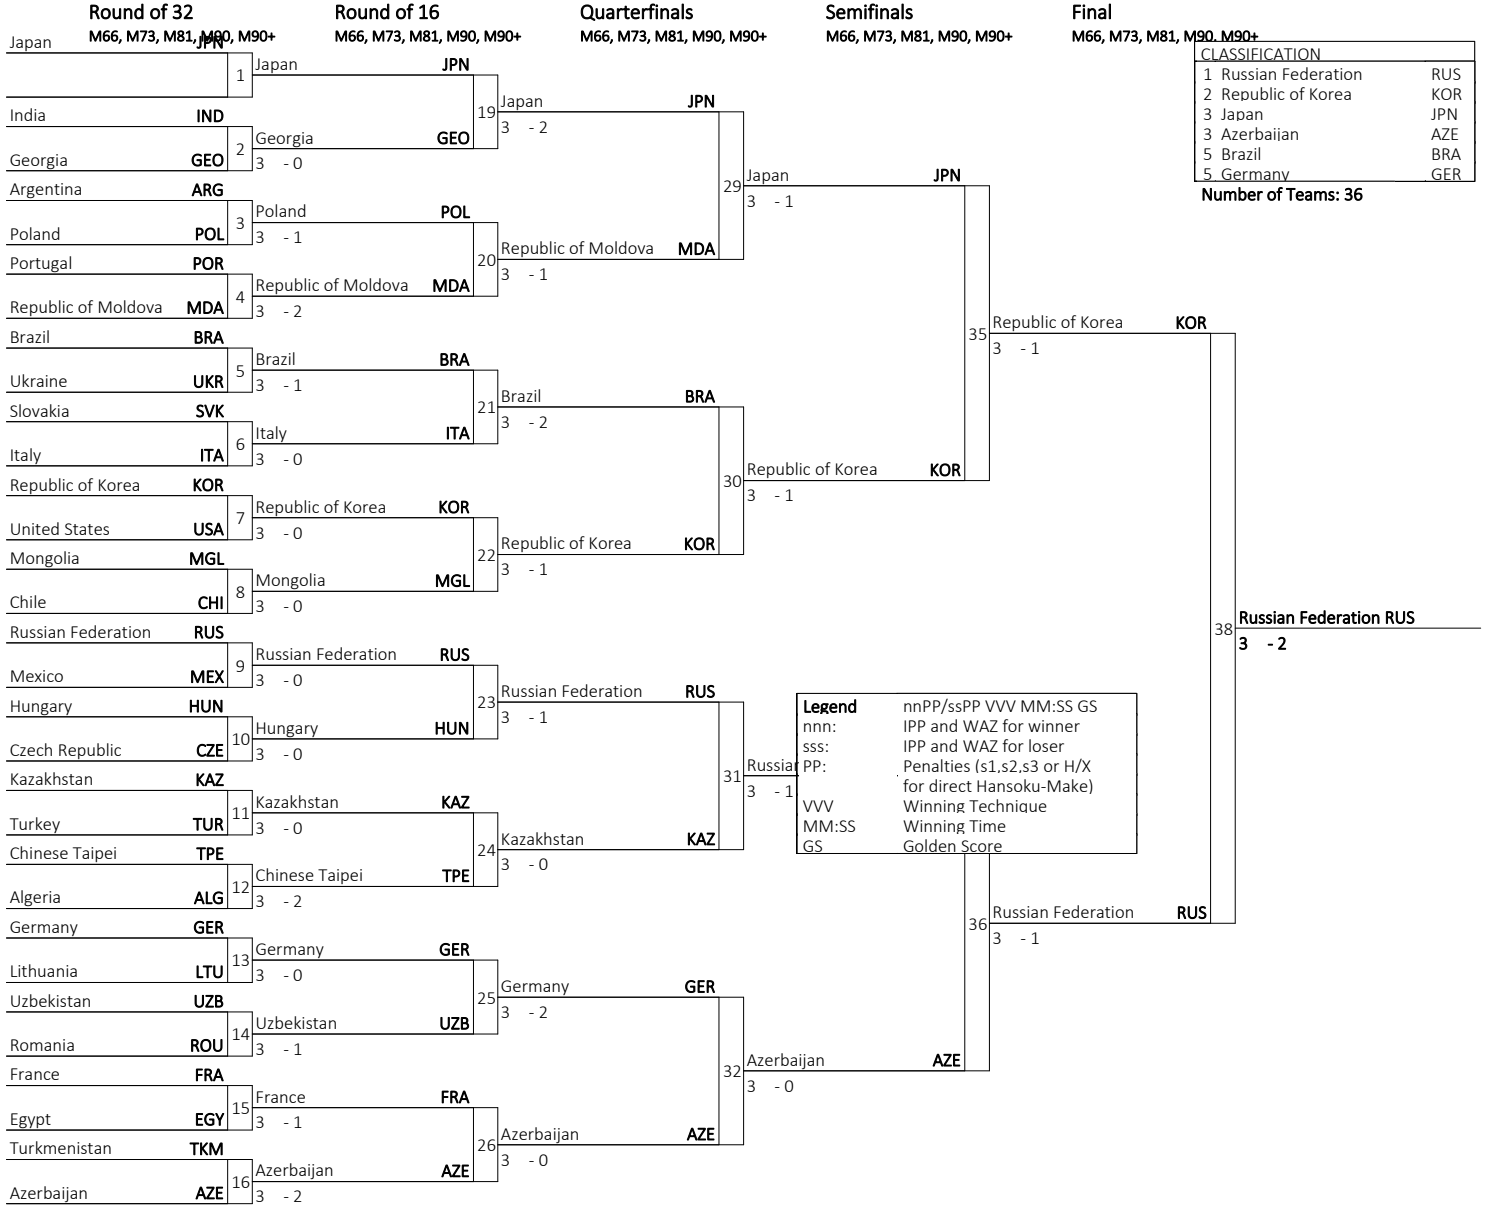 Round of 32
M66, M73, M81, M90, M90+
Round of 16
M66, M73, M81, M90, M90+
Quarterfinals
M66, M73, M81, M90, M90+
Semifinals
M66, M73, M81, M90, M90+
Final
M66, M73, M81, M90, M90+
CLASSIFICATION
1 Russian Federation RUS
2 Republic of Korea KOR
3 Japan JPN
3 Azerbaijan AZE
5 Brazil BRA
5 Germany GER
Number of Teams: 36
Japan JPN
1
India IND
2
Georgia GEO
Argentina ARG
3
Poland POL
Portugal POR
4
Republic of Moldova MDA
Brazil BRA
5
Ukraine UKR
Slovakia SVK
6
Italy ITA
Republic of Korea KOR
7
United States USA
Mongolia MGL
8
Chile CHI
Russian Federation RUS
9
Mexico MEX
Hungary HUN
10
Czech Republic CZE
Kazakhstan KAZ
11
Turkey TUR
Chinese Taipei TPE
12
Algeria ALG
Germany GER
13
Lithuania LTU
Uzbekistan UZB
14
Romania ROU
France FRA
15
Egypt EGY
Turkmenistan TKM
16
Azerbaijan AZE
Japan JPN
19
Georgia GEO
3 - 0
Poland POL
3 - 1
20
Republic of Moldova MDA
3 - 2
Brazil BRA
3 - 1
21
Italy ITA
3 - 0
Republic of Korea KOR
3 - 0
22
Mongolia MGL
3 - 0
Russian Federation RUS
3 - 0
23
Hungary HUN
3 - 0
Kazakhstan KAZ
3 - 0
24
Chinese Taipei TPE
3 - 2
Germany GER
3 - 0
25
Uzbekistan UZB
3 - 1
France FRA
3 - 1
26
Azerbaijan AZE
3 - 2
Japan JPN
3 - 2
29
Republic of Moldova MDA
3 - 1
Brazil BRA
3 - 2
30
Republic of Korea KOR
3 - 1
Russian Federation RUS
3 - 1
31
Kazakhstan KAZ
3 - 0
Germany GER
3 - 2
32
Azerbaijan AZE
3 - 0
Japan JPN
3 - 1
35
Republic of Korea KOR
3 - 1
Russian
3 - 1
36
Azerbaijan AZE
3 - 0
Republic of Korea KOR
3 - 1
38
Russian Federation RUS
3 - 1
Russian Federation RUS
3 - 2
Legend nnPP/ssPP VVV MM:SS GS
nnn: IPP and WAZ for winner
sss: IPP and WAZ for loser
PP: Penalties (s1,s2,s3 or H/X
for direct Hansoku-Make)
VVV Winning Technique
MM:SS Winning Time
GS Golden Score